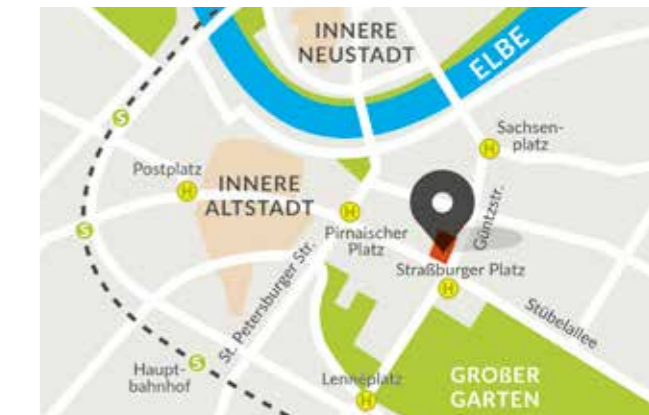 INNERE
NEUSTADT
ELBE
S
Sachsen-
platz
H
Postplatz
H
INNERE
ALTSTADT
H
Pirnaischer
Platz
Güntzstr.
S
St. Petersburger Str.
Straßburger Platz
H
Stübelallee
Haupt-
bahnhof
S
Lennéplatz
H
GROßER
GARTEN